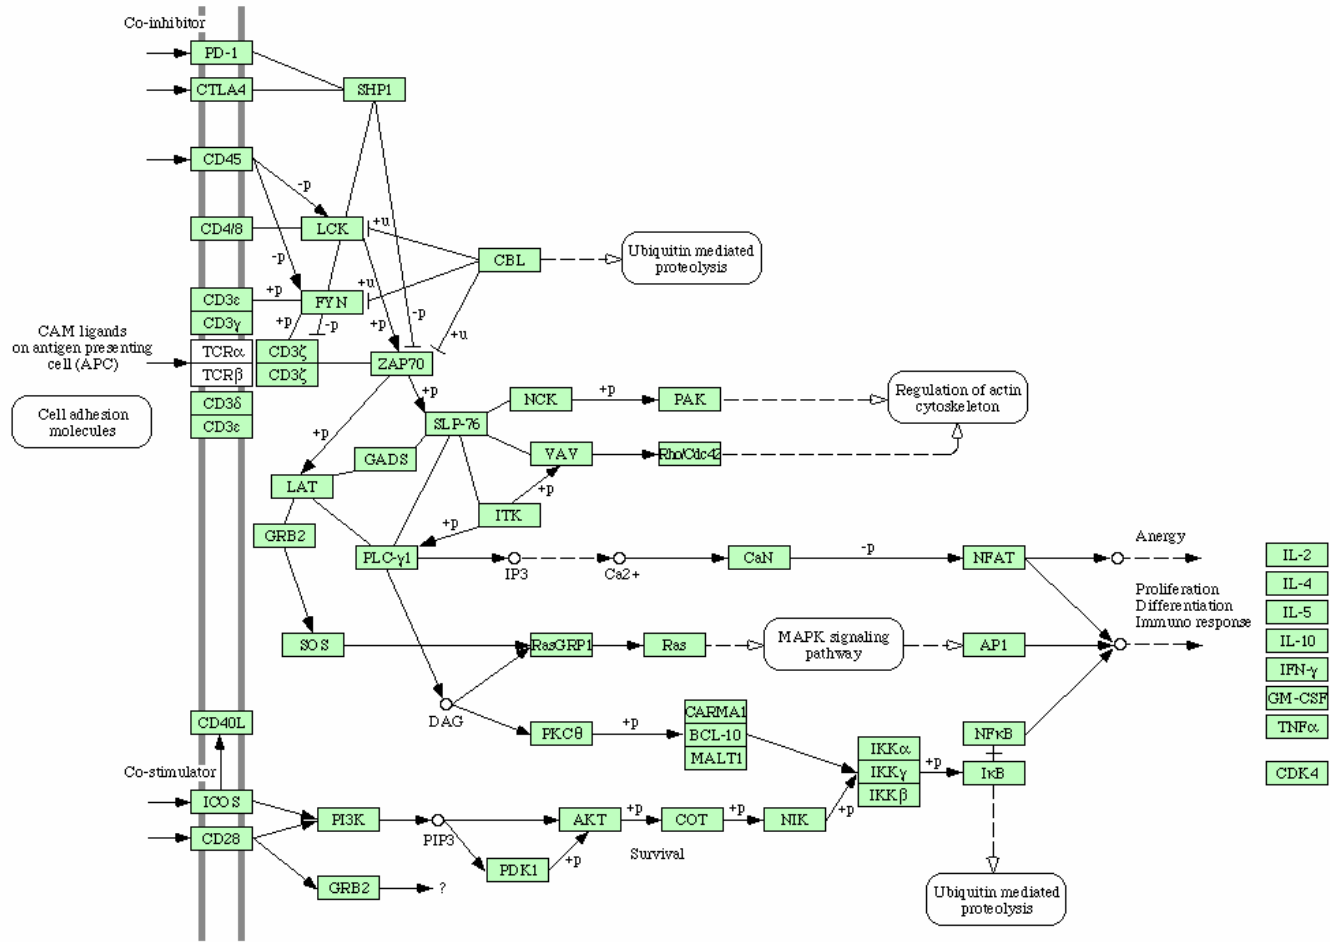 Co-inhibitor
PD-1
CTLA4
SHP1
CD45
-p
CD4/8
LCK
+u
CBL
Ubiquitin mediated
proteolysis
-p
CD3ε
+p
FYN
+u
CD3γ
+p
-p
+p
-p
+u
CAM ligands
on antigen presenting
cell (APC)
TCRα
CD3ζ
TCRβ
CD3ζ
ZAP70
Cell adhesion
molecules
CD3δ
CD3ε
+p
SLP-76
NCK
+p
PAK
Regulation of actin
cytoskeleton
+p
GADS
VAV
Rho/Cdc42
LAT
+p
ITK
GRB2
+p
PLC-γ1
IP3
Ca2+
CaN
-p
NFAT
Anergy
Proliferation
Differentiation
Immuno response
IL-2
IL-4
IL-5
IL-10
IFN-γ
GM-CSF
TNFα
CDK4
SOS
RasGRP1
Ras
MAPK signaling
pathway
AP1
DAG
CD40L
PKCθ
+p
CARMA1
BCL-10
MALT1
NFκB
IKKα
IKKγ
IKKβ
+p
IκB
Co-stimulator
ICOS
CD28
PI3K
PIP3
AKT
+p
COT
+p
NIK
+p
PDK1
+p
Survival
GRB2
?
Ubiquitin mediated
proteolysis